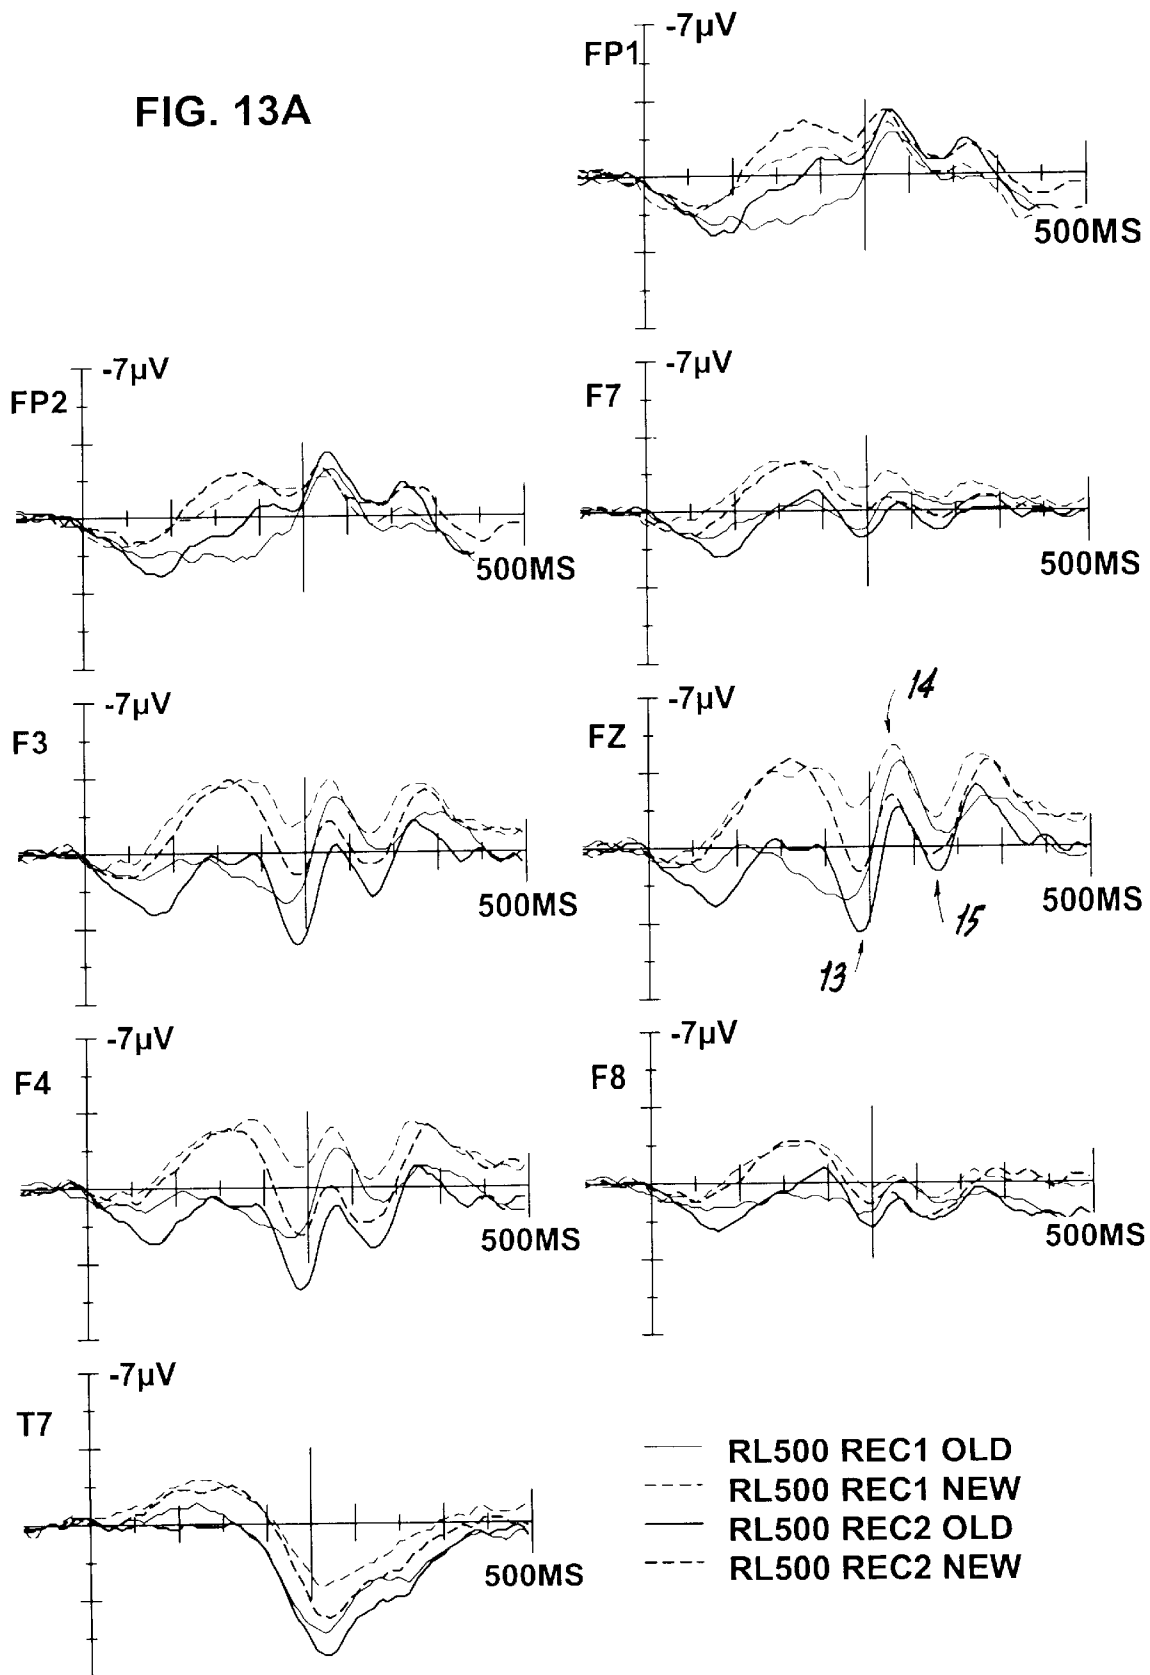 FIG. 13A
-7µV
FP1
500MS
-7µV
FP2
500MS
-7µV
F7
500MS
-7µV
F3
500MS
-7µV
FZ
14
13
15
500MS
-7µV
F4
500MS
-7µV
F8
500MS
-7µV
T7
500MS
RL500 REC1 OLD
RL500 REC1 NEW
RL500 REC2 OLD
RL500 REC2 NEW